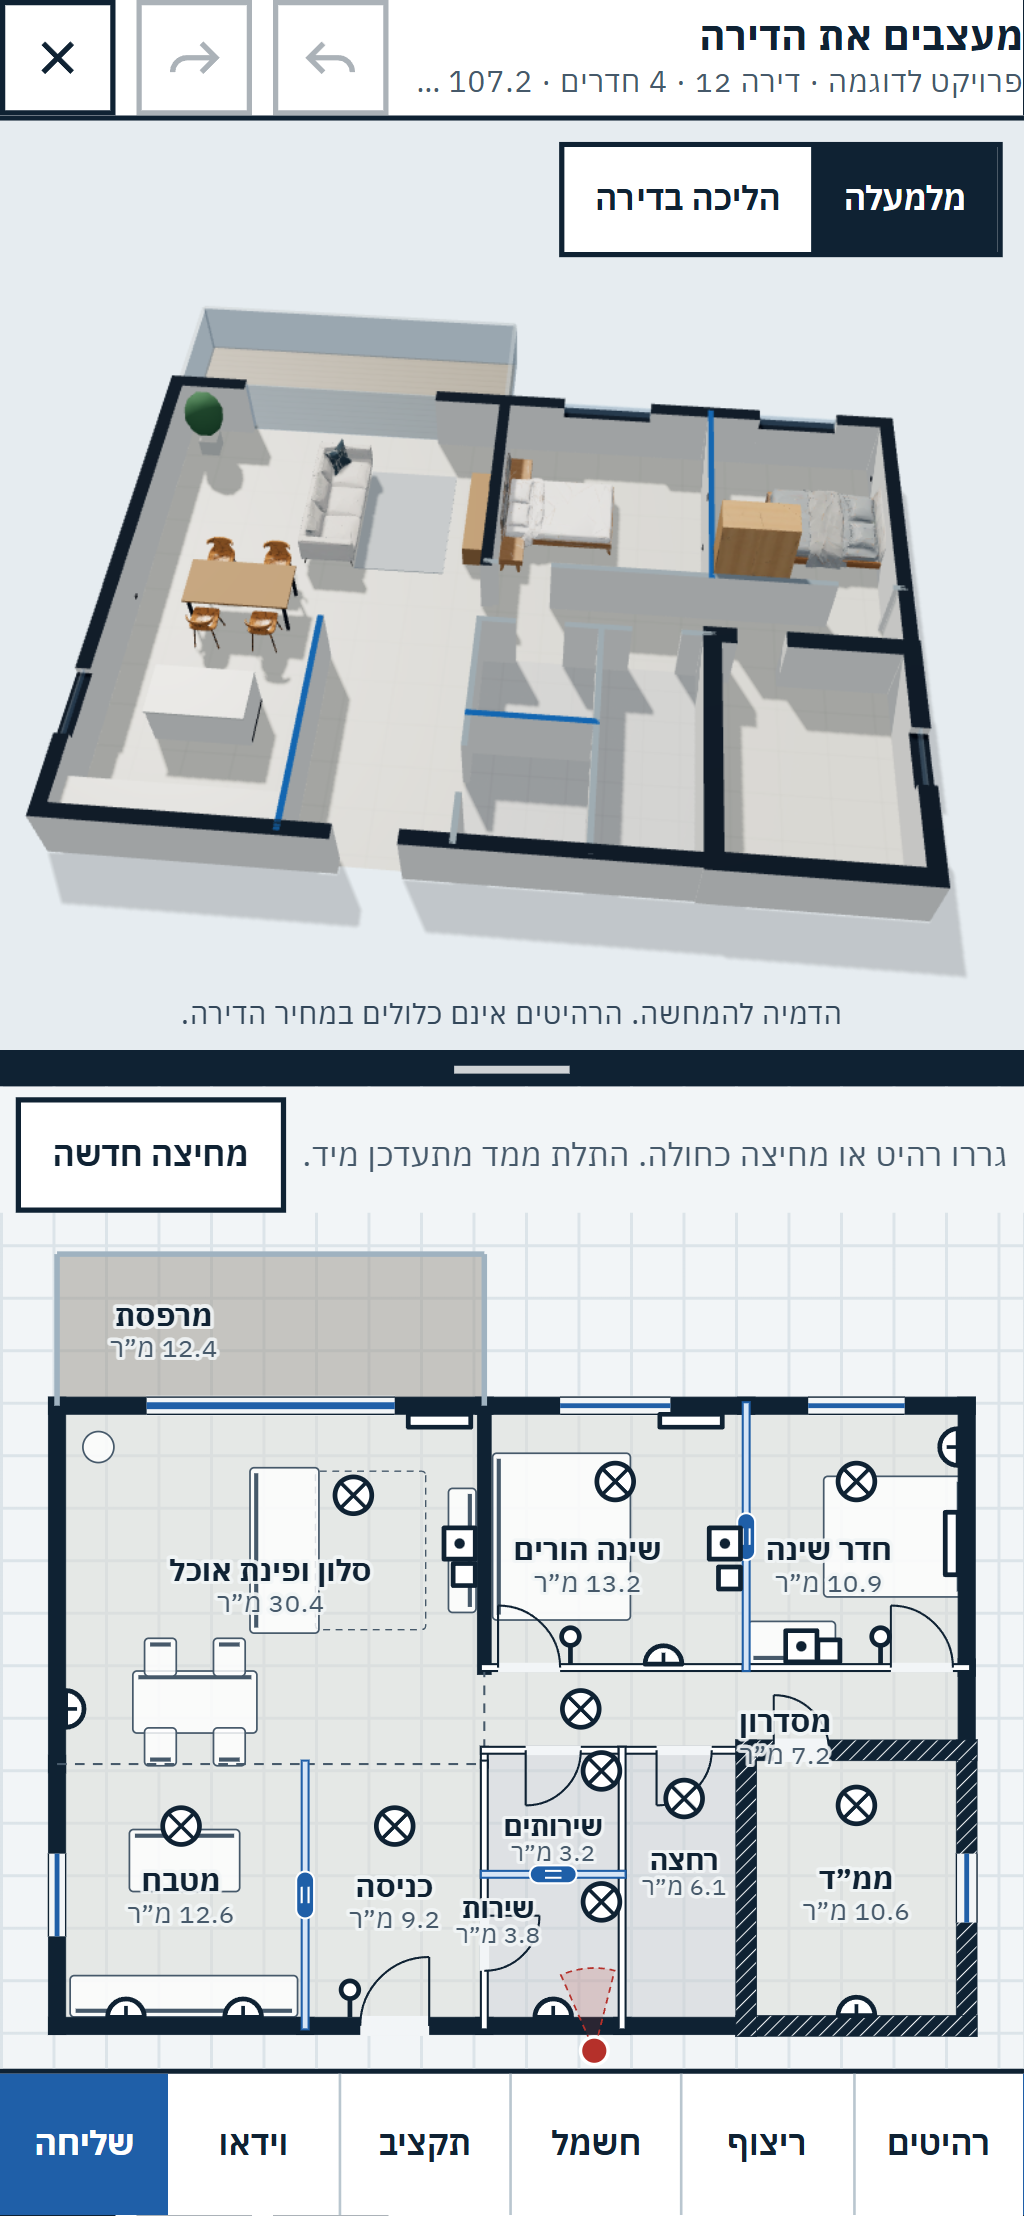 מעצבים את הדירה
פרויקט לדוגמה · דירה 12 · 4 חדרים · 107.2 ...
מלמעלה
הליכה בדירה
הדמיה להמחשה. הרהיטים אינם כלולים במחיר הדירה.
גררו רהיט או מחיצה כחולה. התלת ממד מתעדכן מיד.
מחיצה חדשה
מרפסת
12.4 מ״ר
סלון ופינת אוכל
30.4 מ״ר
שינה הורים
13.2 מ״ר
חדר שינה
10.9 מ״ר
מסדרון
7.2 מ״ר
שירותים
3.2 מ״ר
רחצה
6.1 מ״ר
ממ״ד
10.6 מ״ר
מטבח
12.6 מ״ר
כניסה
9.2 מ״ר
שירות
3.8 מ״ר
רהיטים
ריצוף
חשמל
תקציב
וידאו
שליחה